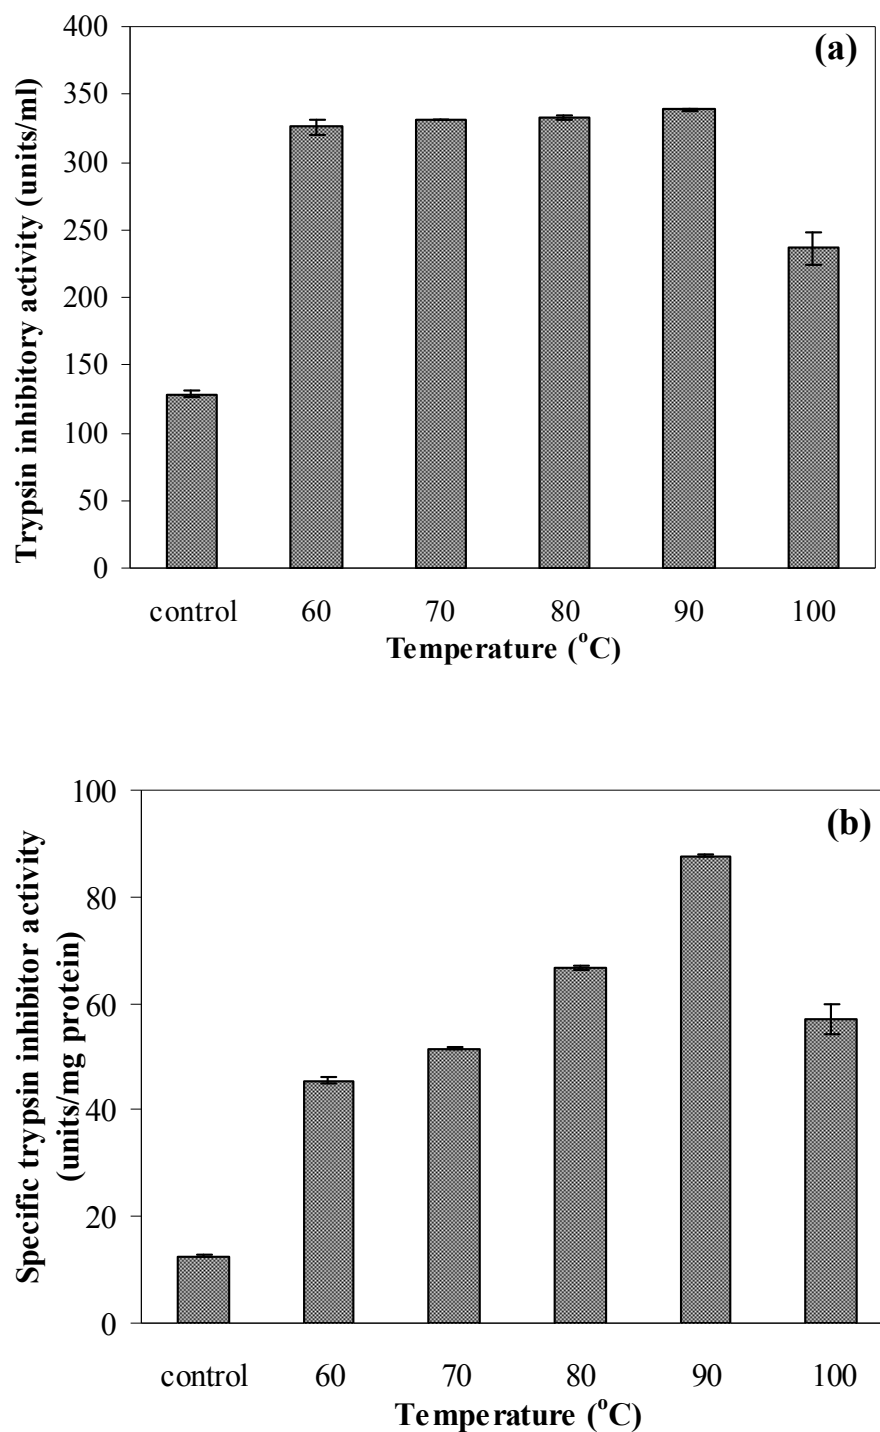 400
(a)
350
300
250
200
150
100
50
0
Trypsin inhibitory activity (units/ml)
control 60 70 80 90 100
Temperature (°C)
100
(b)
80
60
40
20
0
Specific trypsin inhibitor activity
(units/mg protein)
control 60 70 80 90 100
Temperature (°C)